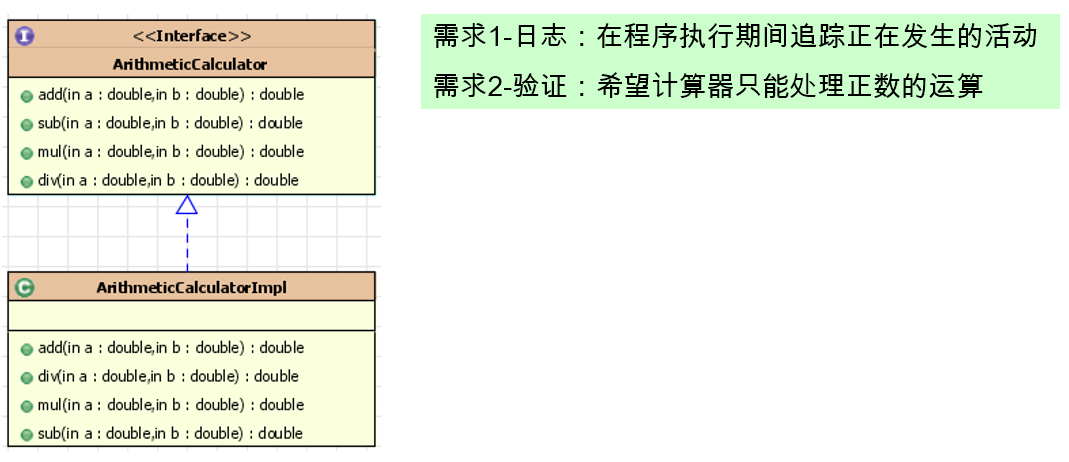 I
<<Interface>>
ArithmeticCalculator
add(in a : double,in b : double) : double
sub(in a : double,in b : double) : double
mul(in a : double,in b : double) : double
div(in a : double,in b : double) : double
C
ArithmeticCalculatorImpl
add(in a : double,in b : double) : double
div(in a : double,in b : double) : double
mul(in a : double,in b : double) : double
sub(in a : double,in b : double) : double
需求1-日志：在程序执行期间追踪正在发生的活动
需求2-验证：希望计算器只能处理正数的运算